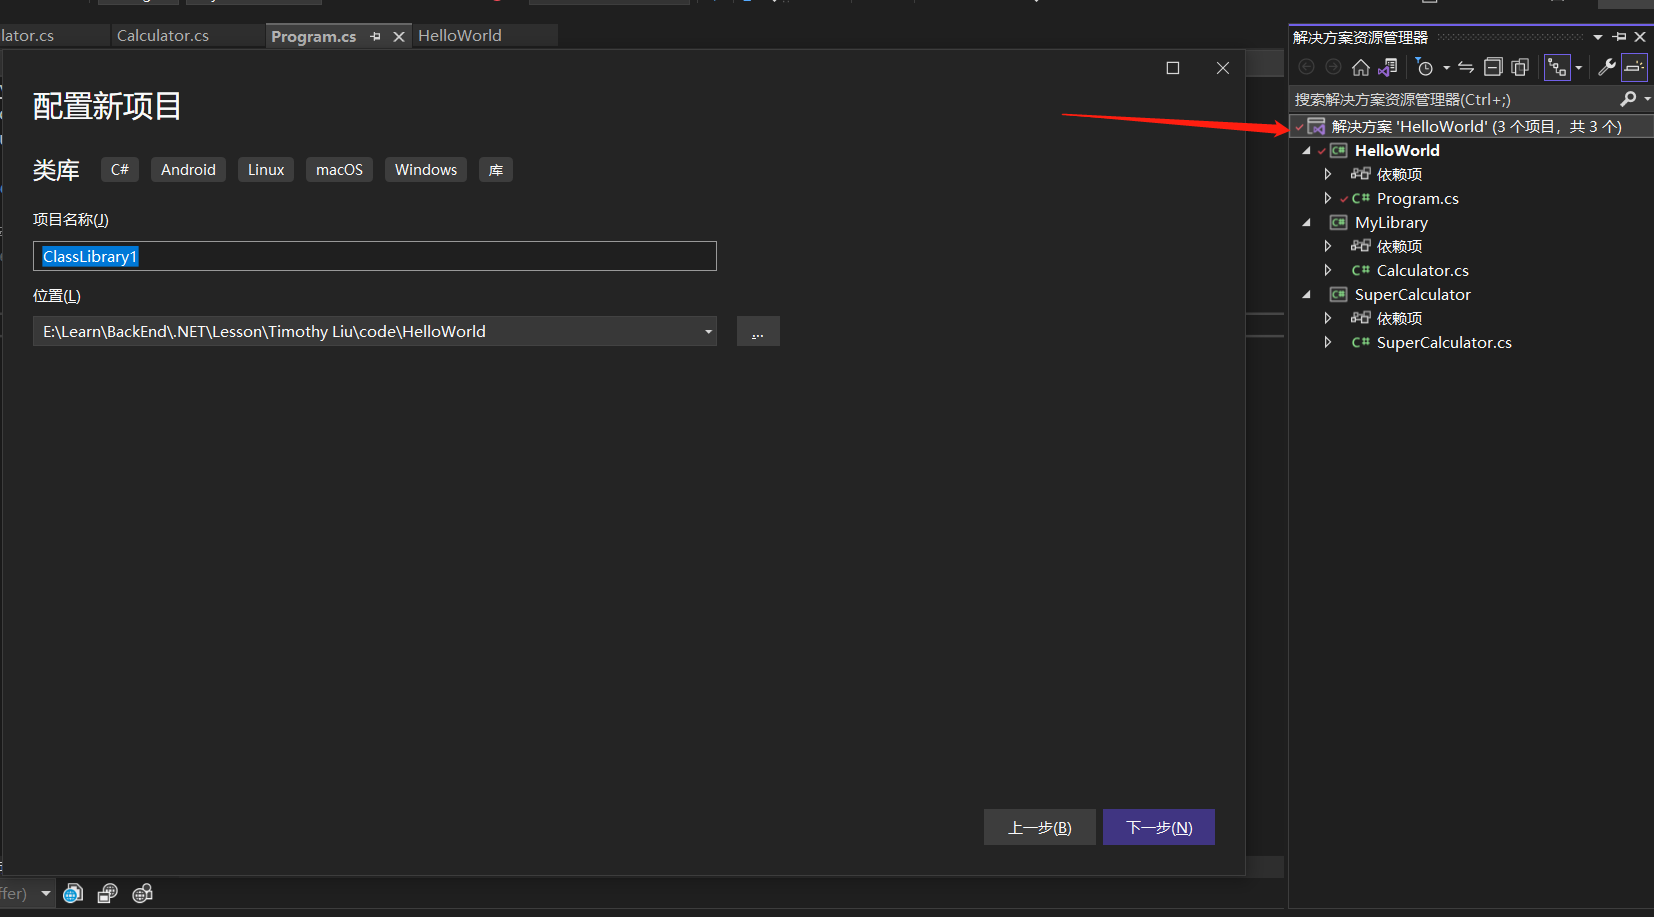 lator.cs
Calculator.cs
Program.cs
HelloWorld
配置新项目
类库
C#
Android
Linux
macOS
Windows
库
项目名称(J)
ClassLibrary1
位置(L)
E:\Learn\BackEnd\.NET\Lesson\Timothy Liu\code\HelloWorld
...
上一步(B)
下一步(N)
ffer)
解决方案资源管理器
搜索解决方案资源管理器(Ctrl+;)
解决方案 'HelloWorld' (3 个项目，共 3 个)
C# HelloWorld
依赖项
C# Program.cs
C# MyLibrary
依赖项
C# Calculator.cs
C# SuperCalculator
依赖项
C# SuperCalculator.cs